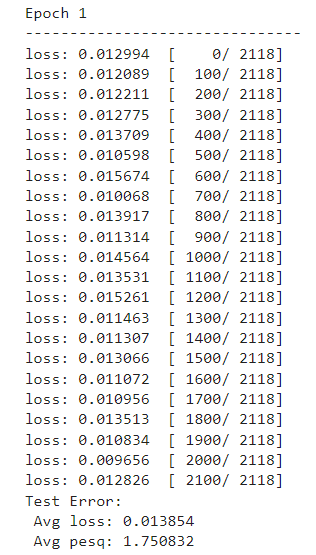 Epoch 1
-------------------------------
loss: 0.012994  [    0/ 2118]
loss: 0.012089  [  100/ 2118]
loss: 0.012211  [  200/ 2118]
loss: 0.012775  [  300/ 2118]
loss: 0.013709  [  400/ 2118]
loss: 0.010598  [  500/ 2118]
loss: 0.015674  [  600/ 2118]
loss: 0.010068  [  700/ 2118]
loss: 0.013917  [  800/ 2118]
loss: 0.011314  [  900/ 2118]
loss: 0.014564  [ 1000/ 2118]
loss: 0.013531  [ 1100/ 2118]
loss: 0.015261  [ 1200/ 2118]
loss: 0.011463  [ 1300/ 2118]
loss: 0.011307  [ 1400/ 2118]
loss: 0.013066  [ 1500/ 2118]
loss: 0.011072  [ 1600/ 2118]
loss: 0.010956  [ 1700/ 2118]
loss: 0.013513  [ 1800/ 2118]
loss: 0.010834  [ 1900/ 2118]
loss: 0.009656  [ 2000/ 2118]
loss: 0.012826  [ 2100/ 2118]
Test Error:
 Avg loss: 0.013854
 Avg pesq: 1.750832